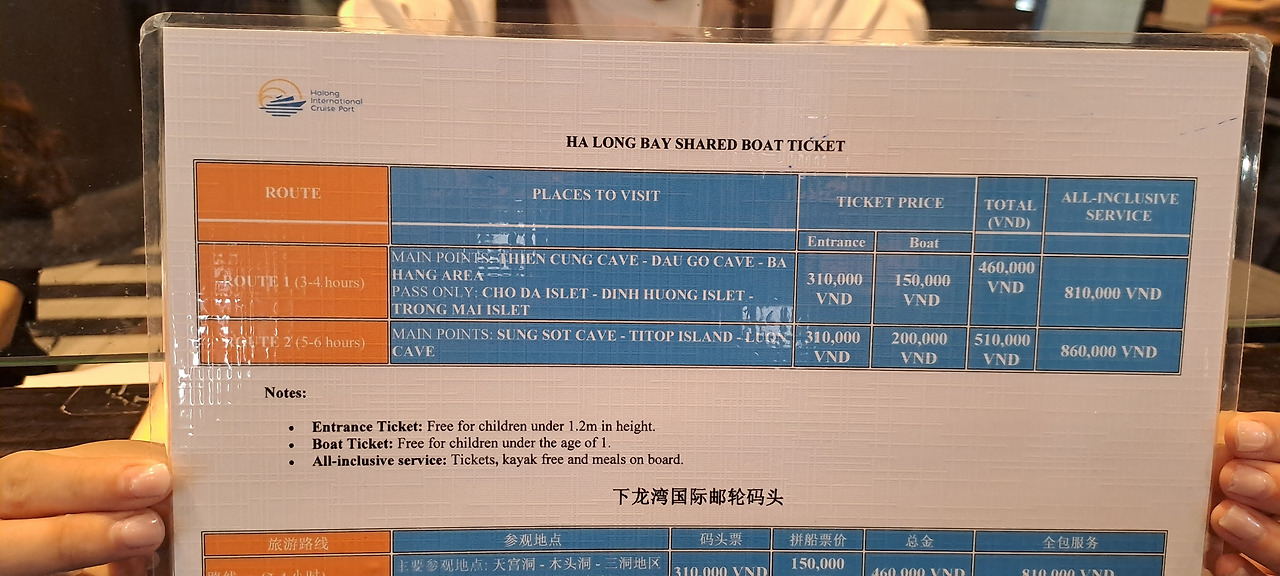 Halong
International
Cruise Port
HA LONG BAY SHARED BOAT TICKET
ROUTE
PLACES TO VISIT
TICKET PRICE
TOTAL
(VND)
ALL-INCLUSIVE
SERVICE
Entrance
Boat
ROUTE 1 (3-4 hours)
MAIN POINTS: THIEN CUNG CAVE - DAU GO CAVE - BA
HANG AREA
PASS ONLY: CHO DA ISLET - DINH HUONG ISLET -
TRONG MAI ISLET
310,000
VND
150,000
VND
460,000
VND
810,000 VND
ROUTE 2 (5-6 hours)
MAIN POINTS: SUNG SOT CAVE - TITOP ISLAND - LUON
CAVE
310,000
VND
200,000
VND
510,000
VND
860,000 VND
Notes:
• Entrance Ticket: Free for children under 1.2m in height.
• Boat Ticket: Free for children under the age of 1.
• All-inclusive service: Tickets, kayak free and meals on board.
下龙湾国际邮轮码头
旅游路线
参观地点
码头票
拼船票价
总金
全包服务
主要参观地点: 天宫洞 - 木头洞 - 三洞地区
310,000 VND
150,000
460,000 VND
810,000 VND